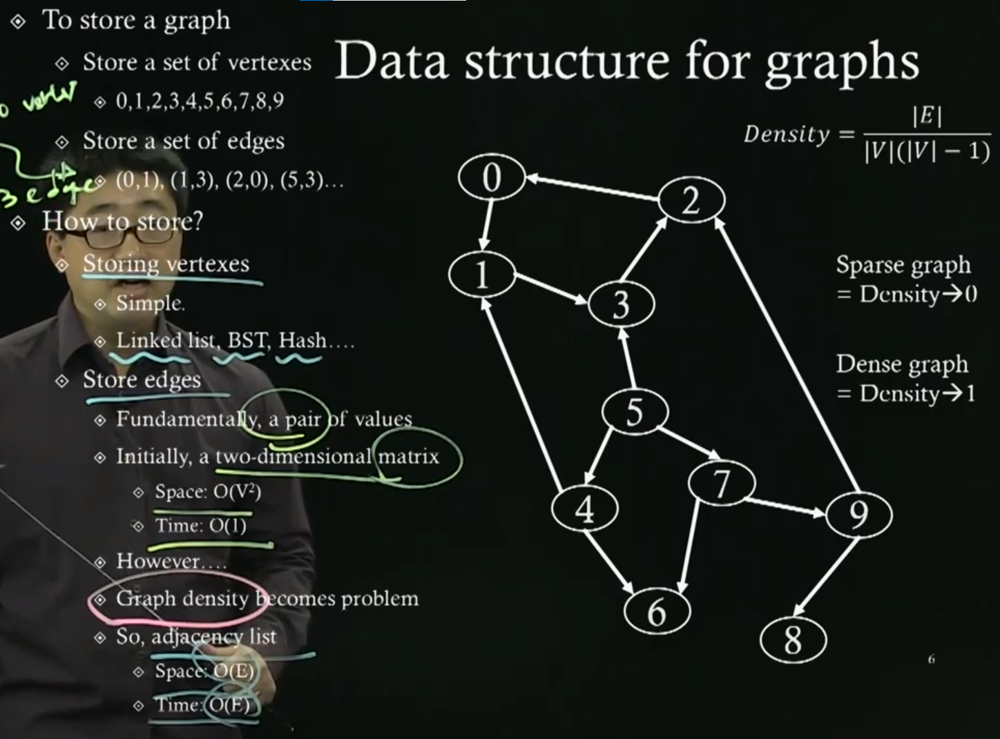 To store a graph
Data structure for graphs
Store a set of vertexes
0,1,2,3,4,5,6,7,8,9
Density = |E| / |V|(|V| − 1)
Store a set of edges
(0,1), (1,3), (2,0), (5,3)…
3 edge
How to store?
Storing vertexes
Simple.
Linked list, BST, Hash….
Store edges
Fundamentally, a pair of values
Initially, a two-dimensional matrix
Space: O(V²)
Time: O(1)
However….
Graph density becomes problem
So, adjacency list
Space: O(E)
Time: O(E)
0
2
1
3
5
7
4
9
6
8
Sparse graph
= Density→0
Dense graph
= Density→1
6